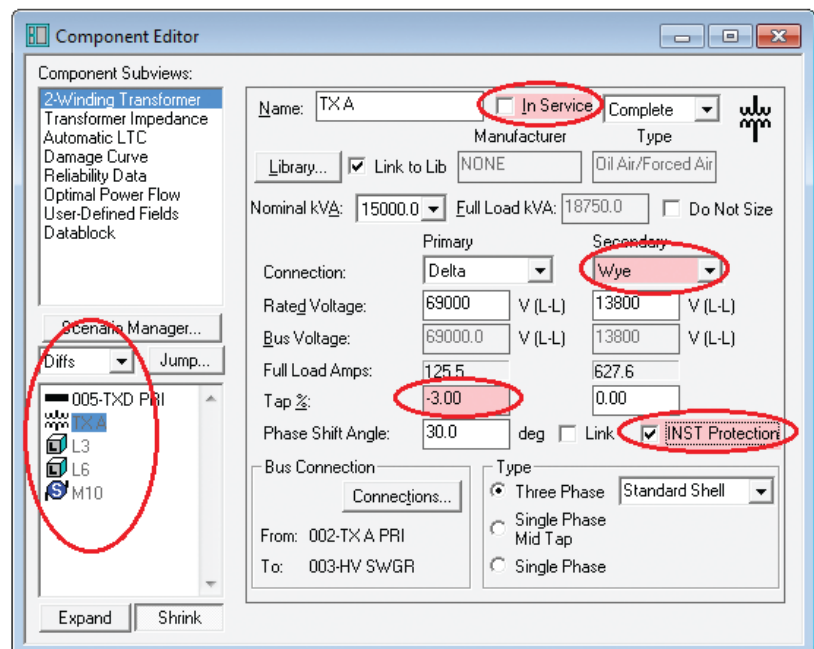 Component Editor
Component Subviews:
2-Winding Transformer
Transformer Impedance
Automatic LTC
Damage Curve
Reliability Data
Optimal Power Flow
User-Defined Fields
Datablock
Scenario Manager...
Diffs Jump...
005-TXD PRI
TX A
L3
L6
M10
Expand Shrink
Name: TX A In Service Complete
Manufacturer Type
Library... Link to Lib NONE Oil Air/Forced Air
Nominal kVA: 15000.0 Full Load kVA: 18750.0 Do Not Size
Primary Secondary
Connection: Delta Wye
Rated Voltage: 69000 V (L-L) 13800 V (L-L)
Bus Voltage: 69000.0 V (L-L) 13800 V (L-L)
Full Load Amps: 125.5 627.6
Tap %: -3.00 0.00
Phase Shift Angle: 30.0 deg Link INST Protection
Bus Connection
Connections...
From: 002-TX A PRI
To: 003-HV SWGR
Type
Three Phase Standard Shell
Single Phase
Mid Tap
Single Phase